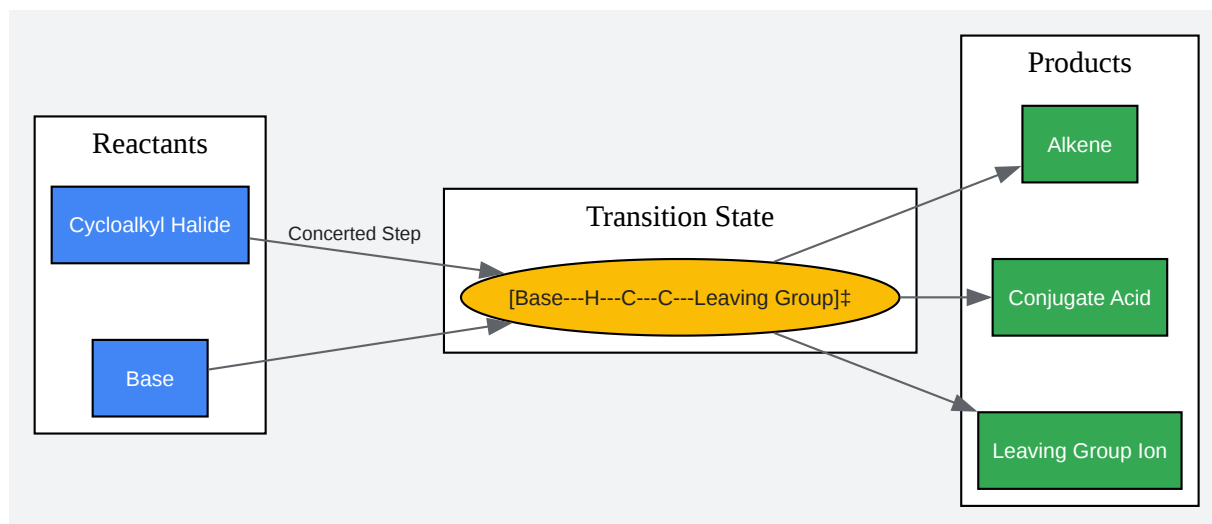 Reactants
Cycloalkyl Halide
Base
Concerted Step
Transition State
[Base---H---C---C---Leaving Group]‡
Products
Alkene
Conjugate Acid
Leaving Group Ion